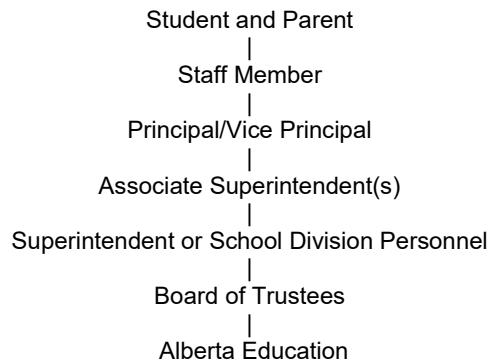 Student and Parent
|
Staff Member
|
Principal/Vice Principal
|
Associate Superintendent(s)
|
Superintendent or School Division Personnel
|
Board of Trustees
|
Alberta Education